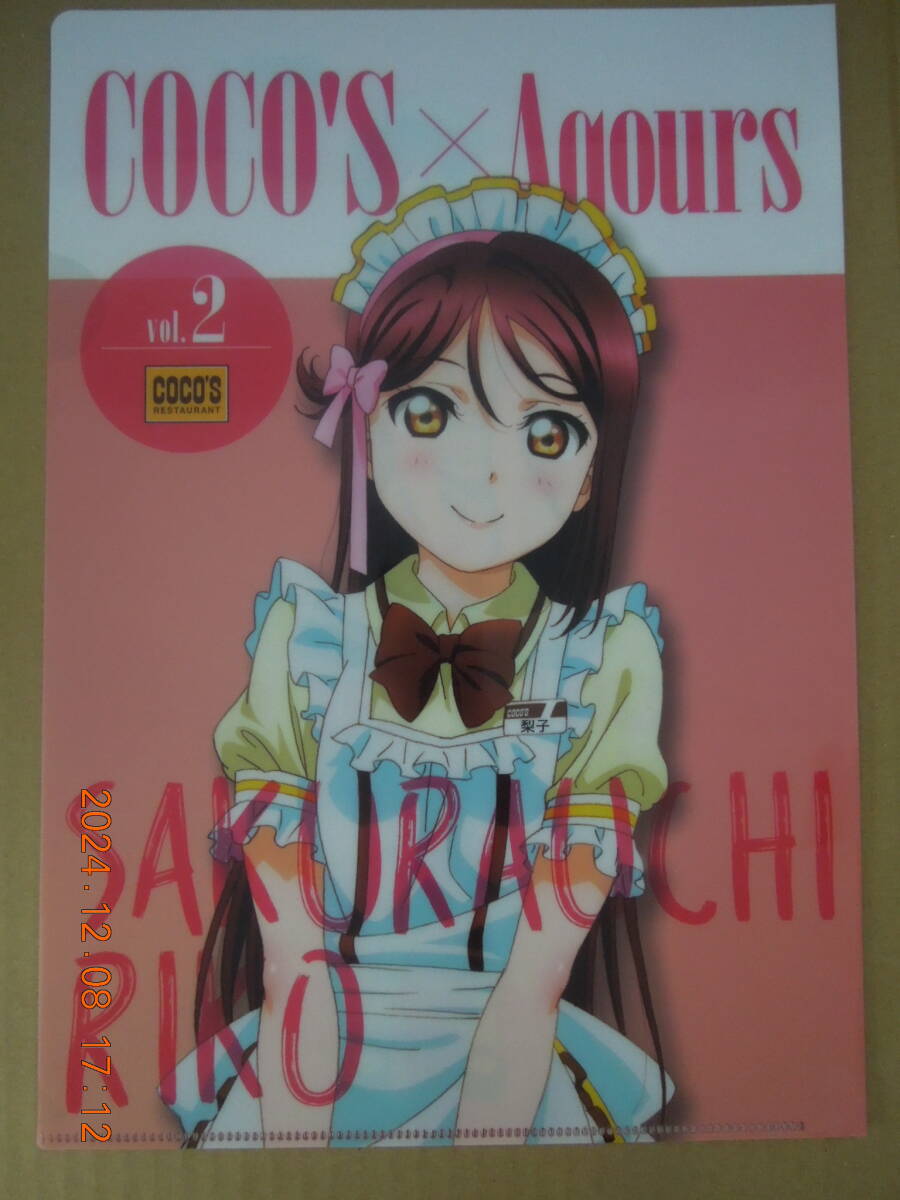 COCO'S × Aqours
vol.2
COCO'S
RESTAURANT
COCO'S
梨子
SAKURAUCHI
RIKO
2024.12.08 17:12